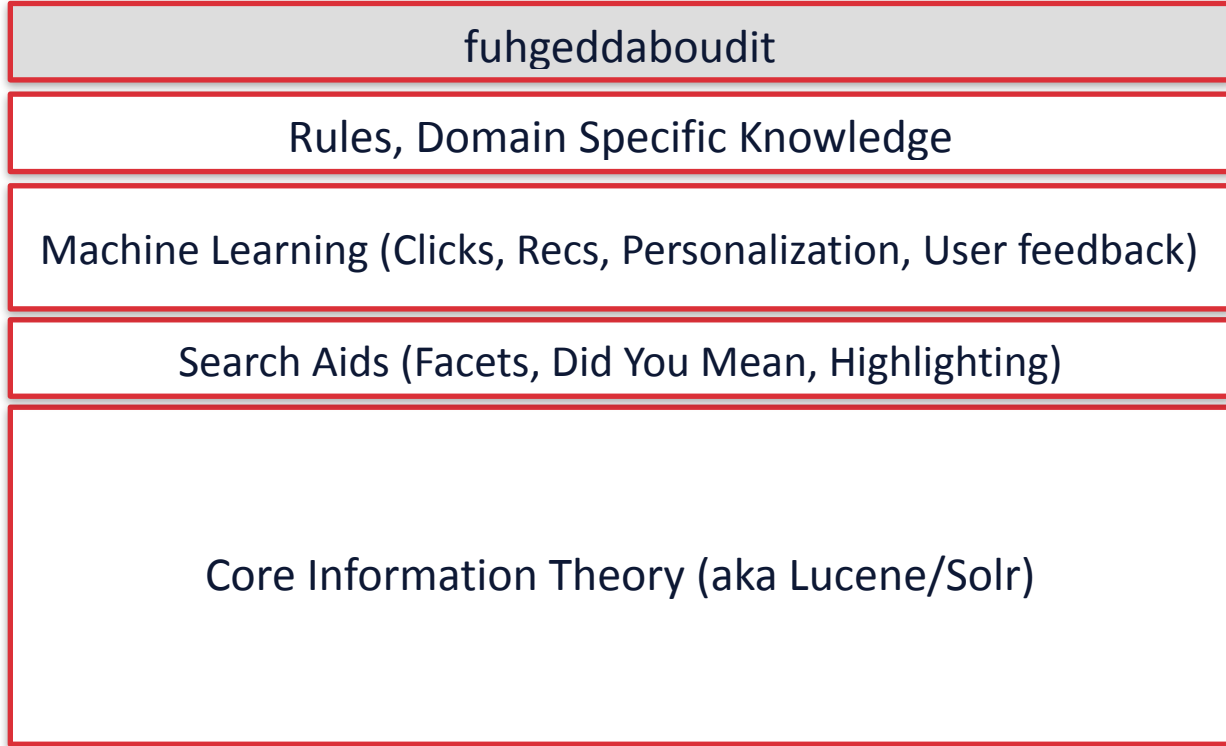 fuhgeddaboudit
Rules, Domain Specific Knowledge
Machine Learning (Clicks, Recs, Personalization, User feedback)
Search Aids (Facets, Did You Mean, Highlighting)
Core Information Theory (aka Lucene/Solr)